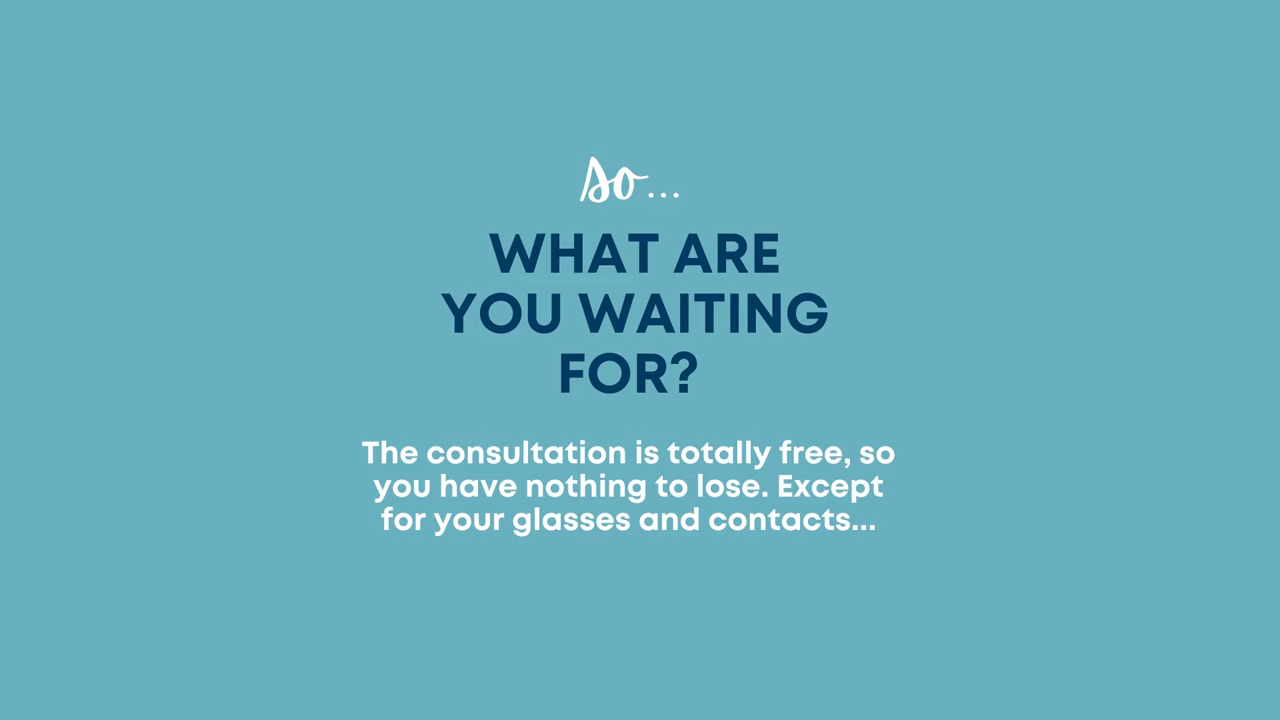 so...
WHAT ARE
YOU WAITING
FOR?
The consultation is totally free, so
you have nothing to lose. Except
for your glasses and contacts...